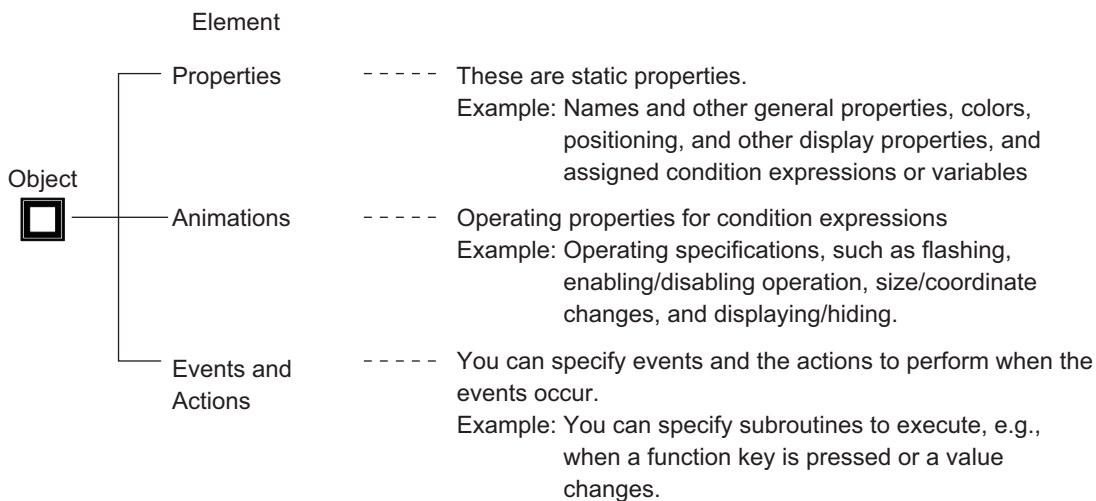 Element
Properties
These are static properties.
Example: Names and other general properties, colors,
positioning, and other display properties, and
assigned condition expressions or variables
Object
Animations
Operating properties for condition expressions
Example: Operating specifications, such as flashing,
enabling/disabling operation, size/coordinate
changes, and displaying/hiding.
Events and
Actions
You can specify events and the actions to perform when the
events occur.
Example: You can specify subroutines to execute, e.g.,
when a function key is pressed or a value
changes.